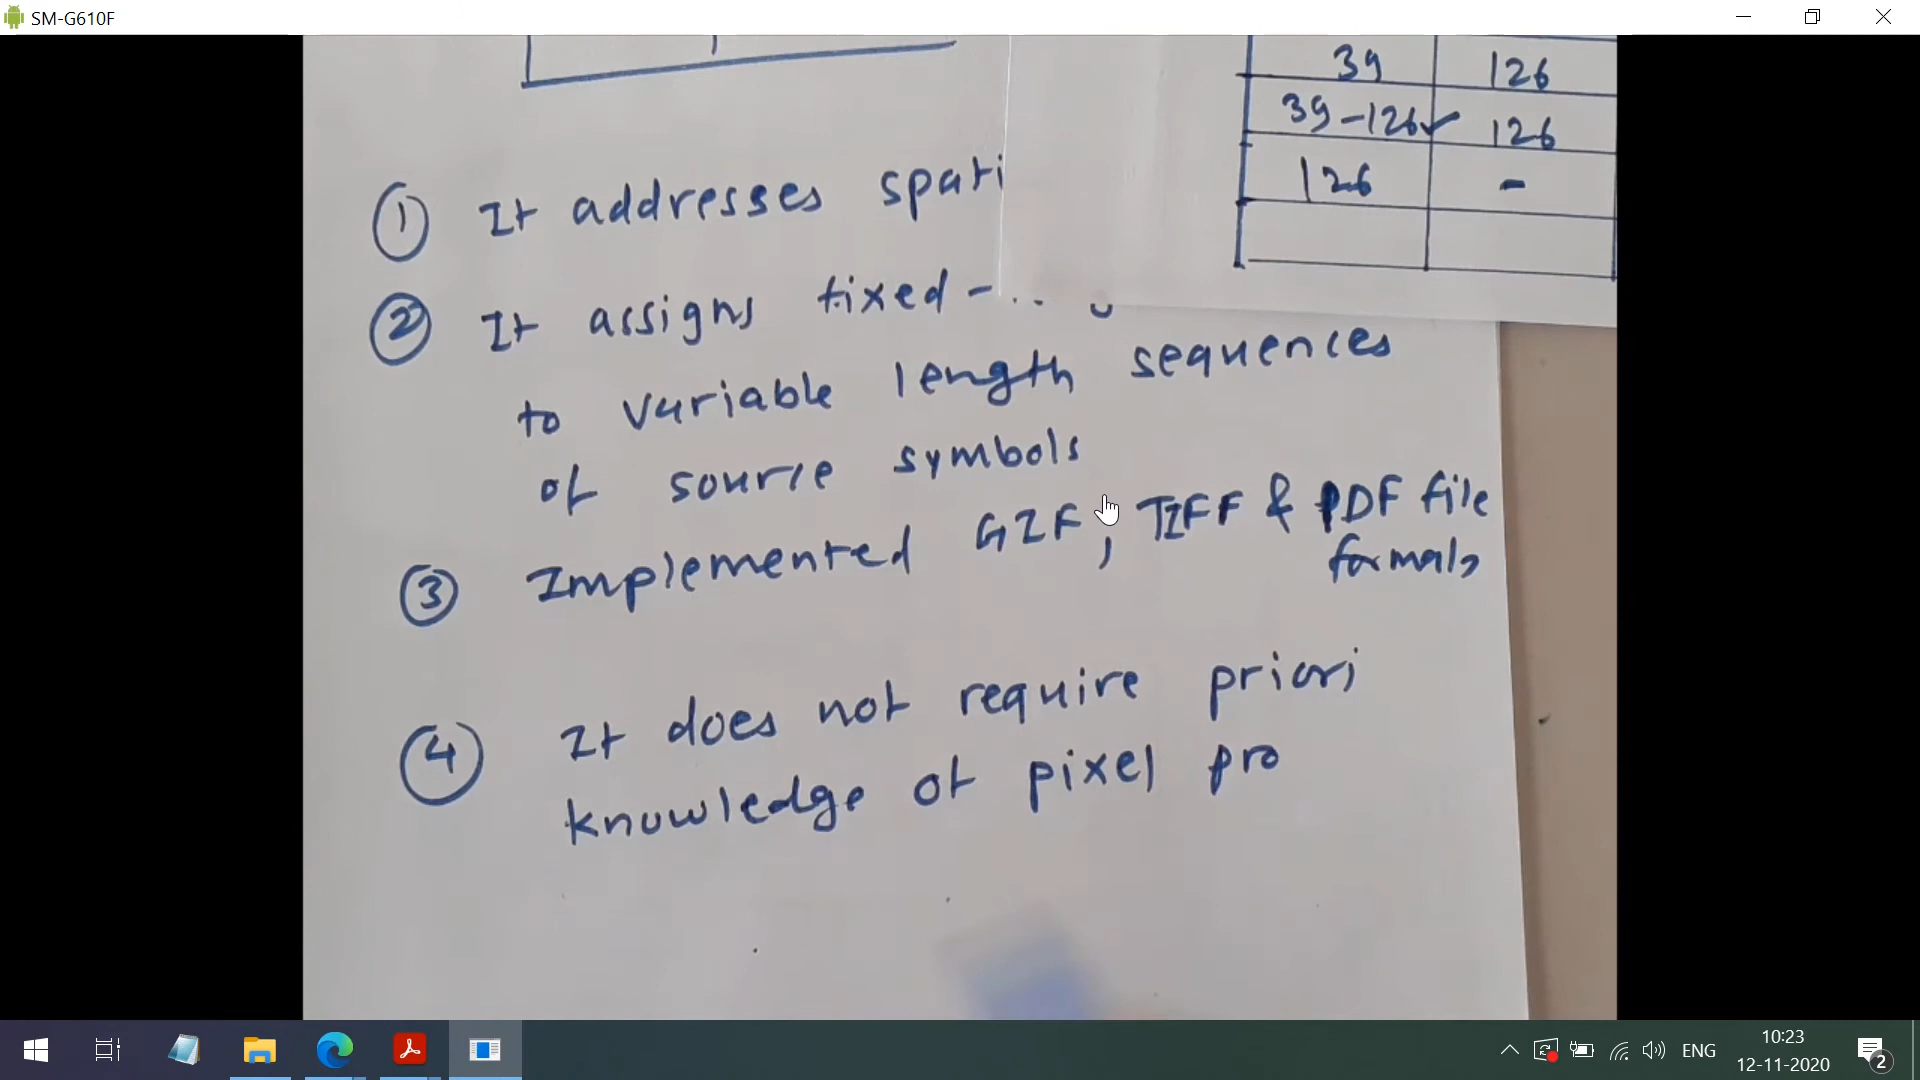 SM-G610F
39 126
39-126✓ 126
126 -
① It addresses spati
② It assigns fixed-
to variable length sequences
of source symbols
③ Implemented GIF, TIFF & PDF file
formats
④ It does not require priori
knowledge of pixel pro
ENG
10:23
12-11-2020
2